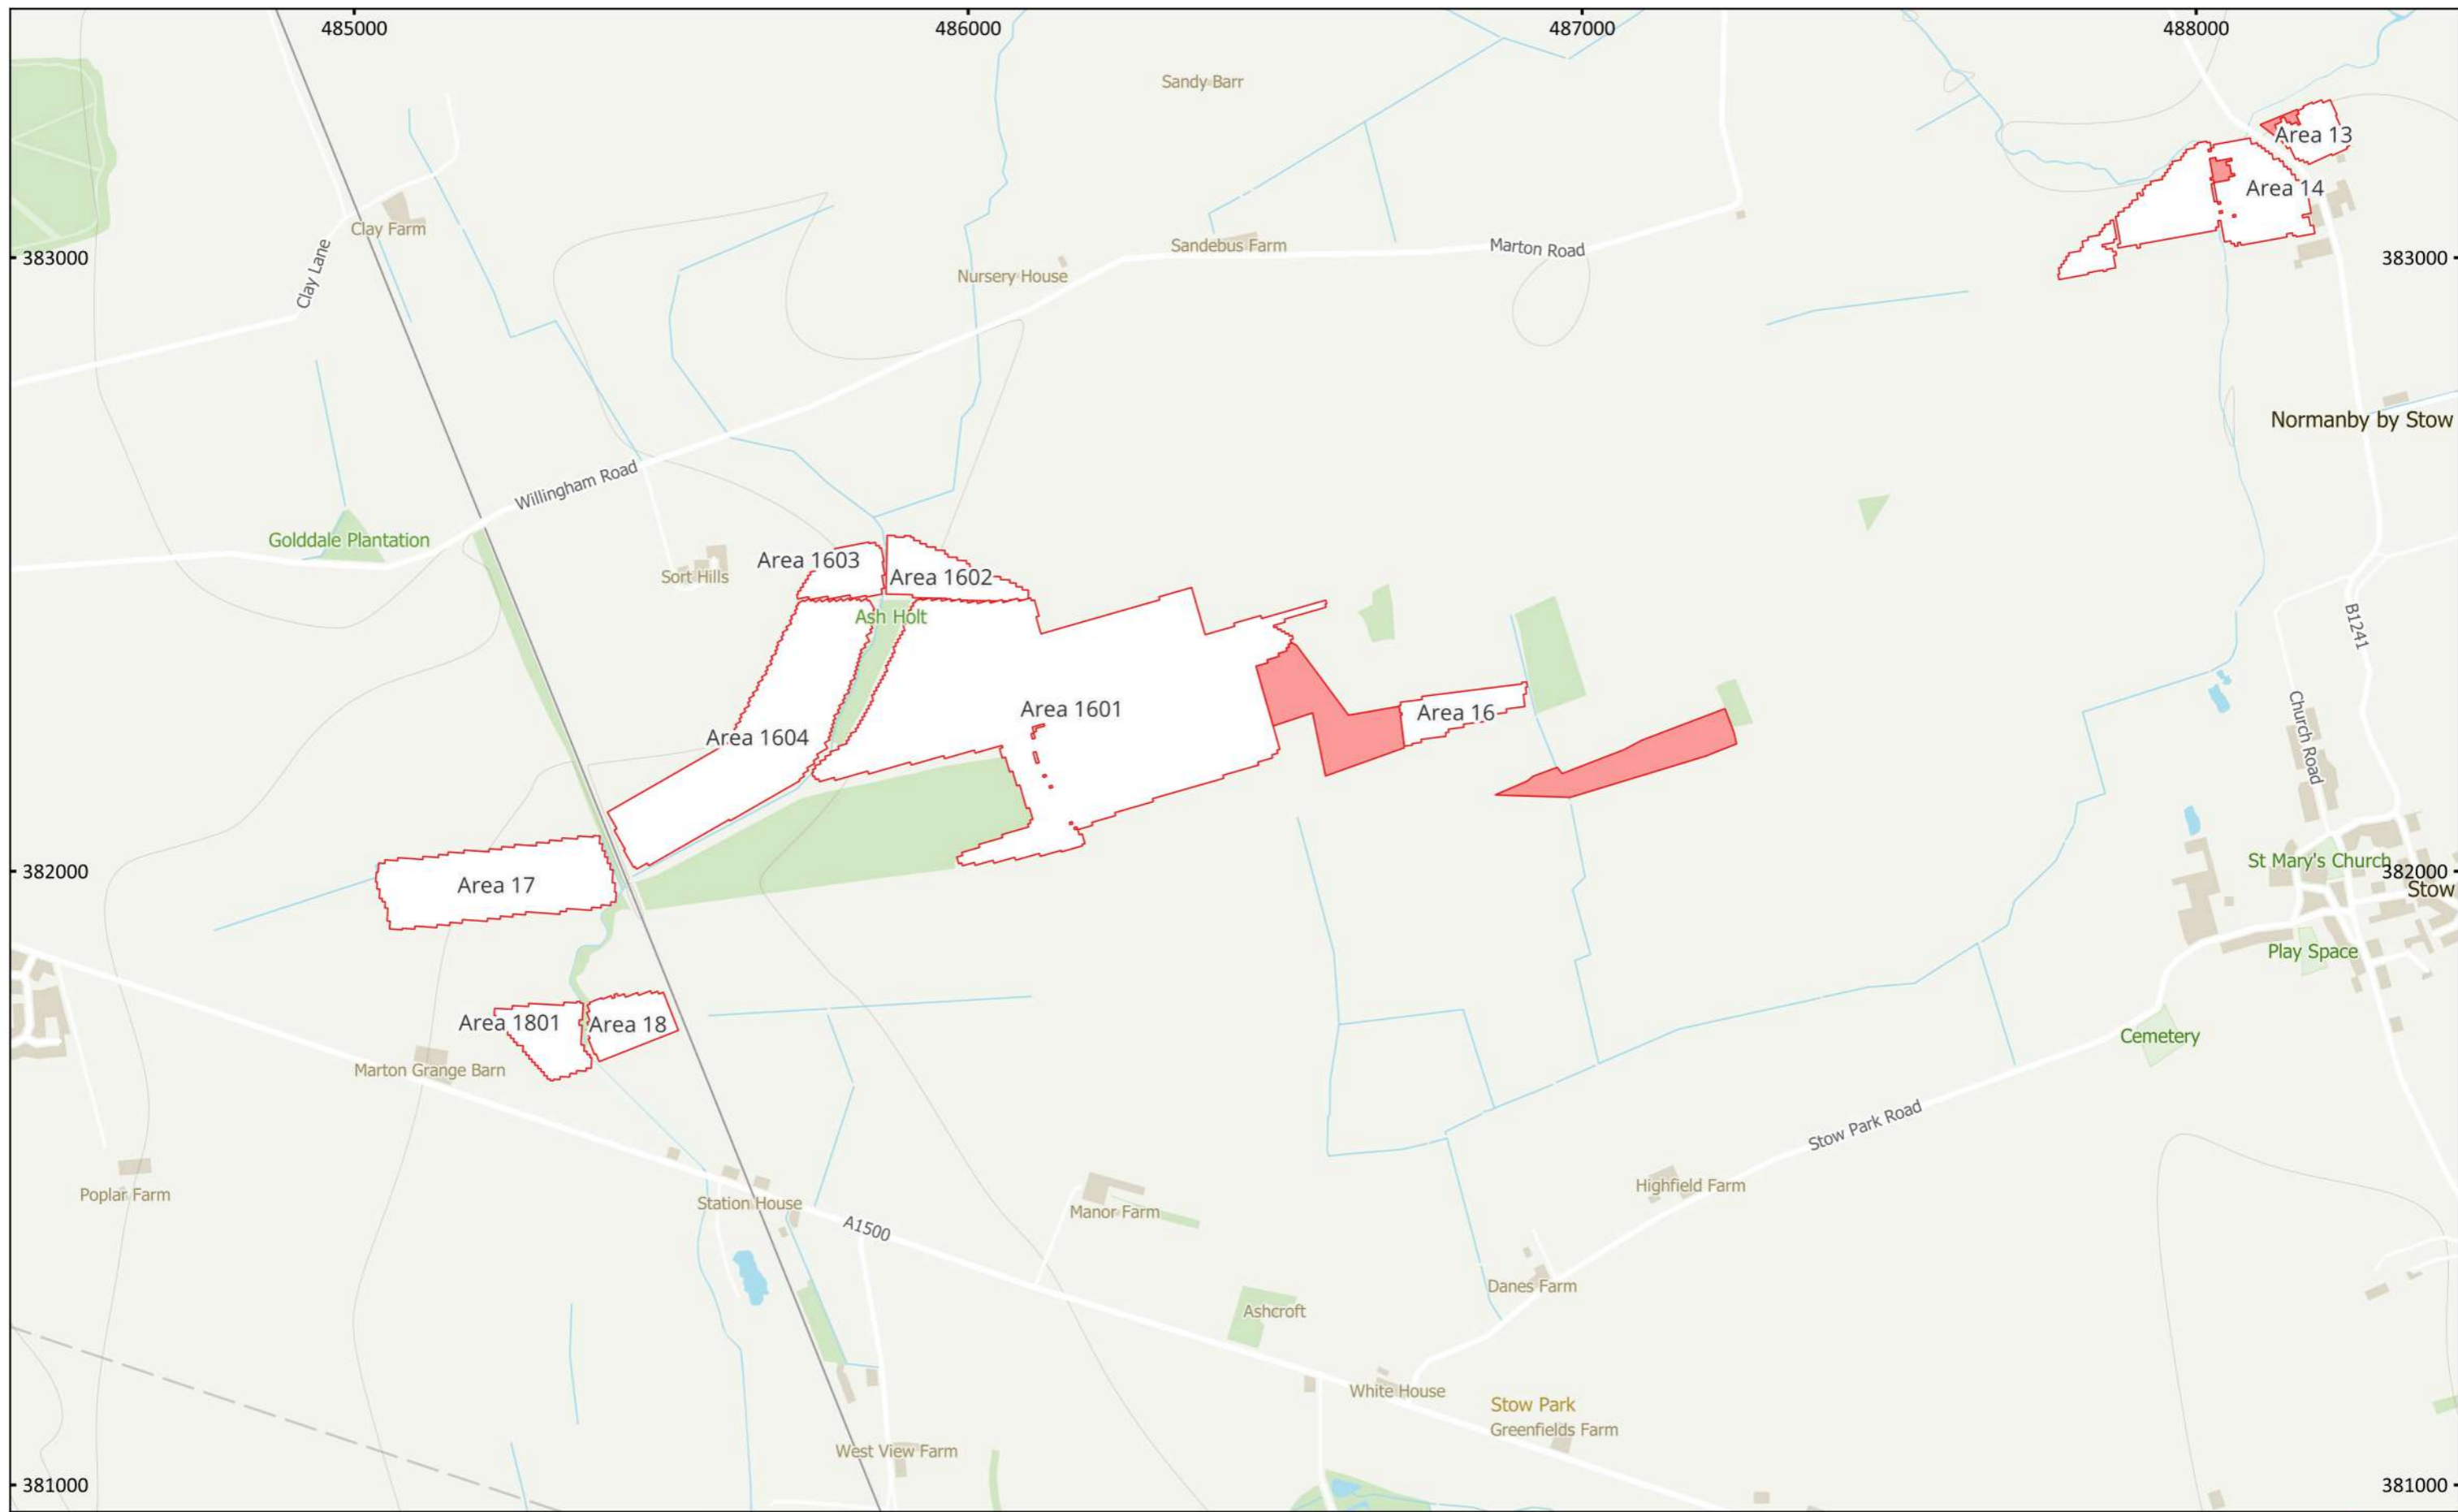 485000
486000
487000
488000
Sandy Barr
Area 13
Area 14
Clay Farm
Clay Lane
Sandebus Farm
Marton Road
383000
383000
Nursery House
Normanby by Stow
Willingham Road
Golddale Plantation
Sort Hills
Area 1603
Area 1602
Ash Holt
B1241
Area 1601
Area 16
Church Road
Area 1604
St Mary's Church
382000
382000
Area 17
Stow
Play Space
Area 1801
Area 18
Cemetery
Marton Grange Barn
Stow Park Road
Poplar Farm
Station House
Manor Farm
Highfield Farm
A1500
Danes Farm
Ashcroft
White House
Stow Park
Greenfields Farm
West View Farm
381000
381000